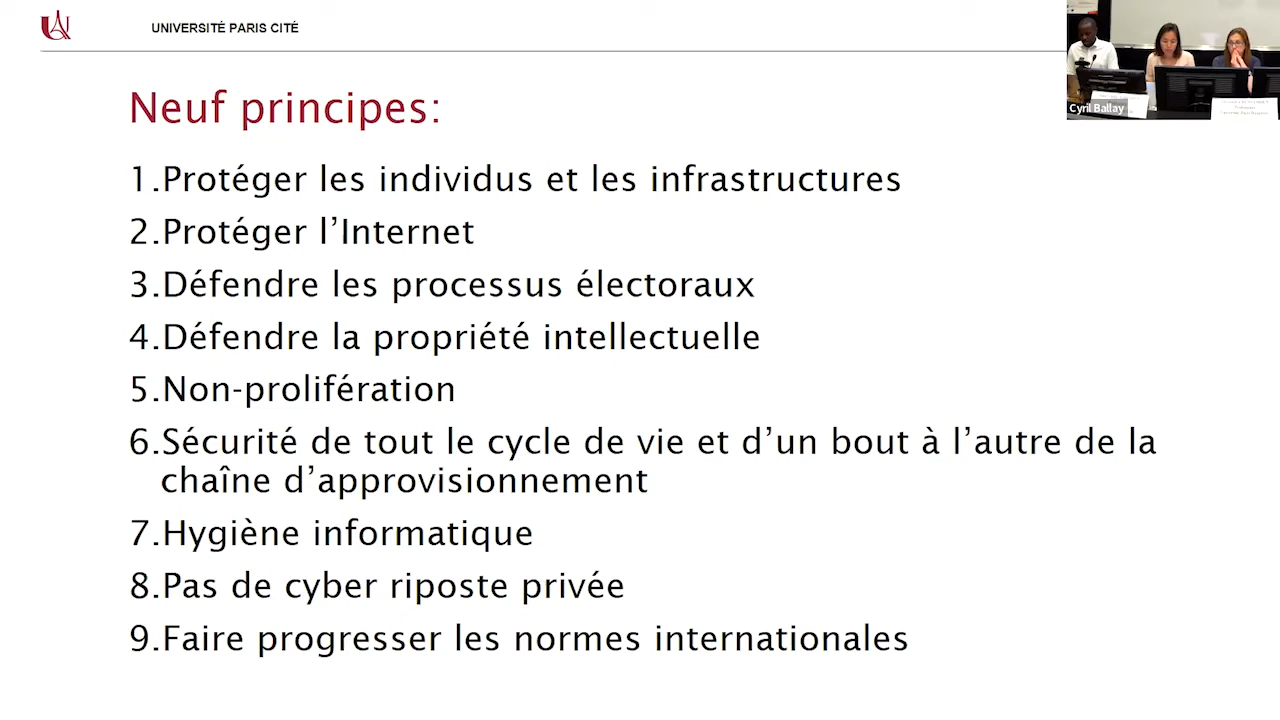 UNIVERSITÉ PARIS CITÉ
Neuf principes:
1.Protéger les individus et les infrastructures
2.Protéger l’Internet
3.Défendre les processus électoraux
4.Défendre la propriété intellectuelle
5.Non-prolifération
6.Sécurité de tout le cycle de vie et d’un bout à l’autre de la
chaîne d’approvisionnement
7.Hygiène informatique
8.Pas de cyber riposte privée
9.Faire progresser les normes internationales
Cyril Ballay